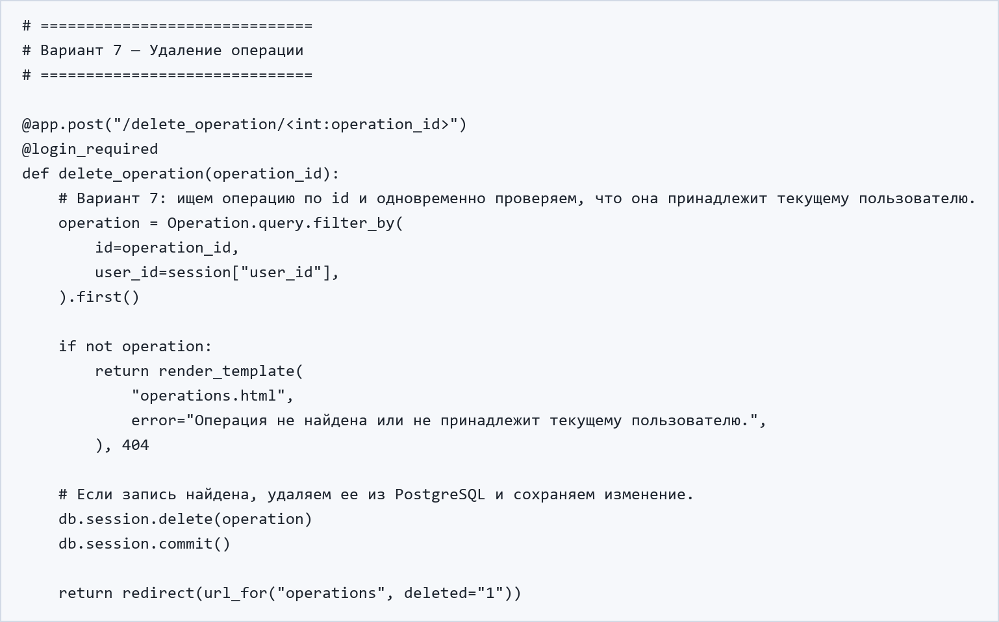 # ==============================
# Вариант 7 — Удаление операции
# ==============================

@app.post("/delete_operation/<int:operation_id>")
@login_required
def delete_operation(operation_id):
    # Вариант 7: ищем операцию по id и одновременно проверяем, что она принадлежит текущему пользователю.
    operation = Operation.query.filter_by(
        id=operation_id,
        user_id=session["user_id"],
    ).first()

    if not operation:
        return render_template(
            "operations.html",
            error="Операция не найдена или не принадлежит текущему пользователю.",
        ), 404

    # Если запись найдена, удаляем ее из PostgreSQL и сохраняем изменение.
    db.session.delete(operation)
    db.session.commit()

    return redirect(url_for("operations", deleted="1"))